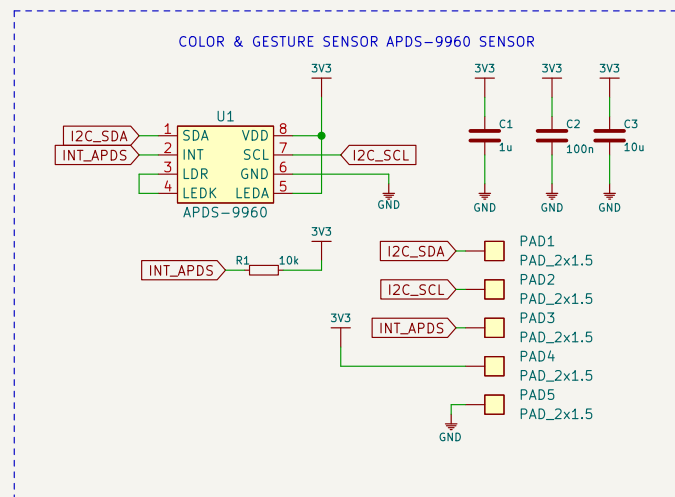 COLOR & GESTURE SENSOR APDS-9960 SENSOR
3V3
3V3
3V3
3V3
U1
I2C_SDA
1
SDA
VDD
8
INT_APDS
2
INT
SCL
7
I2C_SCL
3
LDR
GND
6
4
LEDK
LEDA
5
APDS-9960
GND
C1
1u
C2
100n
C3
10u
GND
GND
GND
3V3
INT_APDS
R1
10k
I2C_SDA
PAD1
PAD_2x1.5
I2C_SCL
PAD2
PAD_2x1.5
INT_APDS
PAD3
PAD_2x1.5
3V3
PAD4
PAD_2x1.5
PAD5
PAD_2x1.5
GND